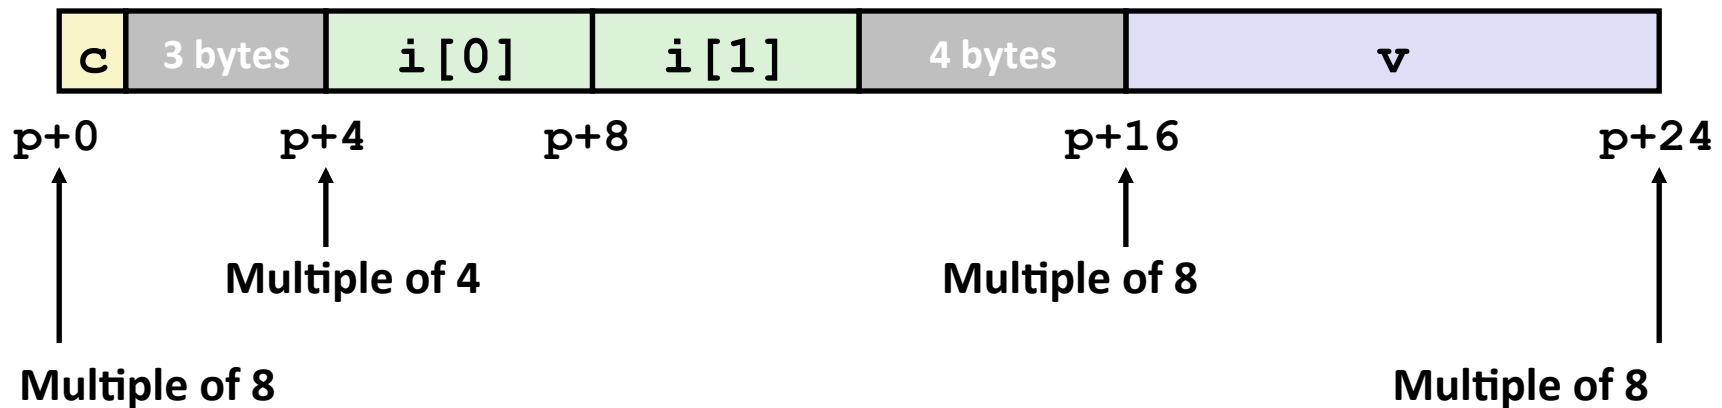 c 3 bytes i[0] i[1] 4 bytes v
p+0 p+4 p+8 p+16 p+24
Multiple of 4 Multiple of 8
Multiple of 8 Multiple of 8